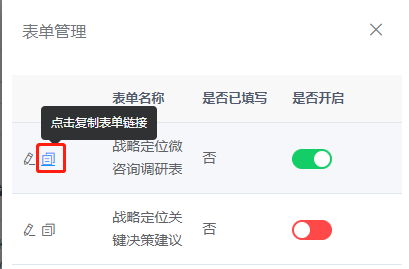 表单管理
表单名称 是否已填写 是否开启
点击复制表单链接
战略定位微
咨询调研表
否
战略定位关
键决策建议
否